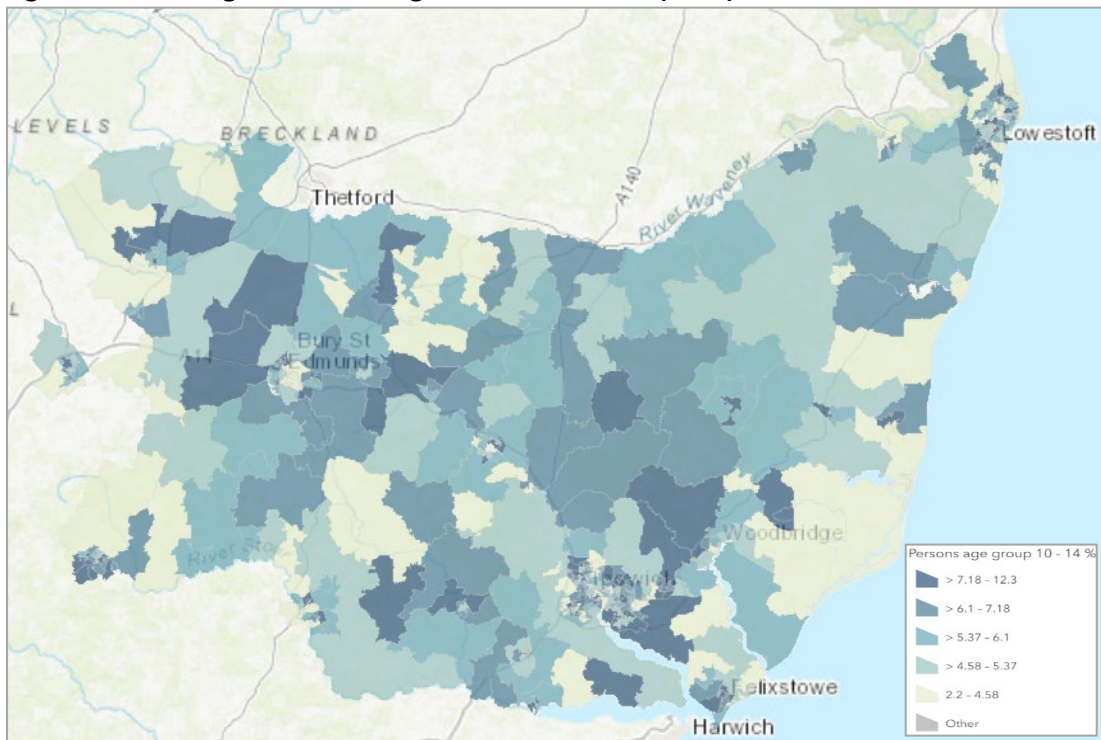 LEVELS
BRECKLAND
Thetford
A140
River Waveney
Lowestoft
L
A14
Bury St
Edmunds
Woodbridge
Ipswich
Felixstowe
Harwich
Persons age group 10 - 14 %
> 7.18 - 12.3
> 6.1 - 7.18
> 5.37 - 6.1
> 4.58 - 5.37
2.2 - 4.58
Other